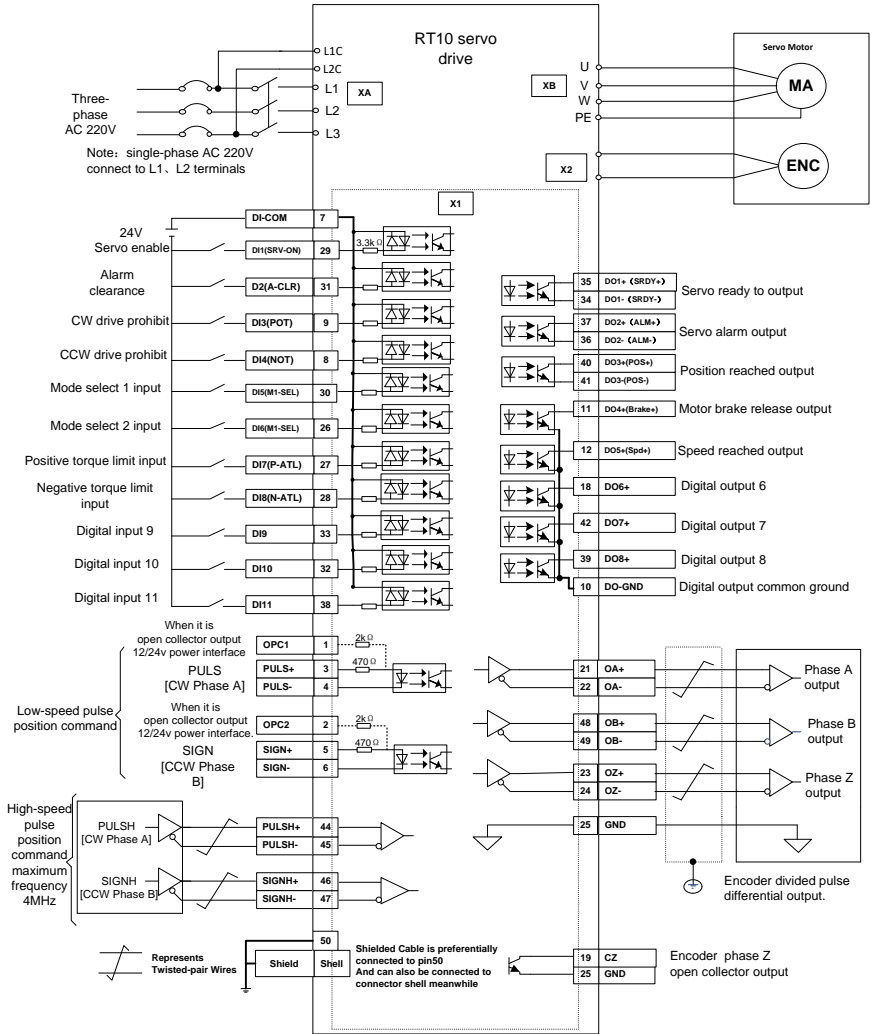 RT10 servo
drive
L1C
L2C
L1
L2
L3
XA
Three-
phase
AC 220V
Note：single-phase AC 220V
connect to L1、L2 terminals
XB
U
V
W
PE
X2
Servo Motor
MA
ENC
X1
24V
DI-COM 7
Servo enable DI1(SRV-ON) 29 3.3k Ω
Alarm
clearance
D2(A-CLR) 31
CW drive prohibit DI3(POT) 9
CCW drive prohibit DI4(NOT) 8
Mode select 1 input DI5(M1-SEL) 30
Mode select 2 input DI6(M1-SEL) 26
Positive torque limit input DI7(P-ATL) 27
Negative torque limit
input
DI8(N-ATL) 28
Digital input 9 DI9 33
Digital input 10 DI10 32
Digital input 11 DI11 38
35 DO1+（SRDY+）
34 DO1-（SRDY-）
Servo ready to output
37 DO2+（ALM+）
36 DO2-（ALM-）
Servo alarm output
40 DO3+(POS+)
41 DO3-(POS-)
Position reached output
11 DO4+(Brake+) Motor brake release output
12 DO5+(Spd+) Speed reached output
18 DO6+ Digital output 6
42 DO7+ Digital output 7
39 DO8+ Digital output 8
10 DO-GND Digital output common ground
Low-speed pulse
position command
When it is
open collector output
12/24v power interface
OPC1 1 2kΩ
PULS
[CW Phase A]
PULS+ 3 470Ω
PULS- 4
When it is
open collector output
12/24v power interface.
OPC2 2 2kΩ
SIGN
[CCW Phase
B]
SIGN+ 5 470Ω
SIGN- 6
High-speed
pulse
position
command
maximum
frequency
4MHz
PULSH
[CW Phase A]
PULSH+ 44
PULSH- 45
SIGNH
[CCW Phase B]
SIGNH+ 46
SIGNH- 47
21 OA+
22 OA-
Phase A
output
48 OB+
49 OB-
Phase B
output
23 OZ+
24 OZ-
Phase Z
output
25 GND
Encoder divided pulse
differential output.
Represents
Twisted-pair Wires
50
Shield Shell
Shielded Cable is preferentially
connected to pin50
And can also be connected to
connector shell meanwhile
19 CZ
25 GND
Encoder phase Z
open collector output